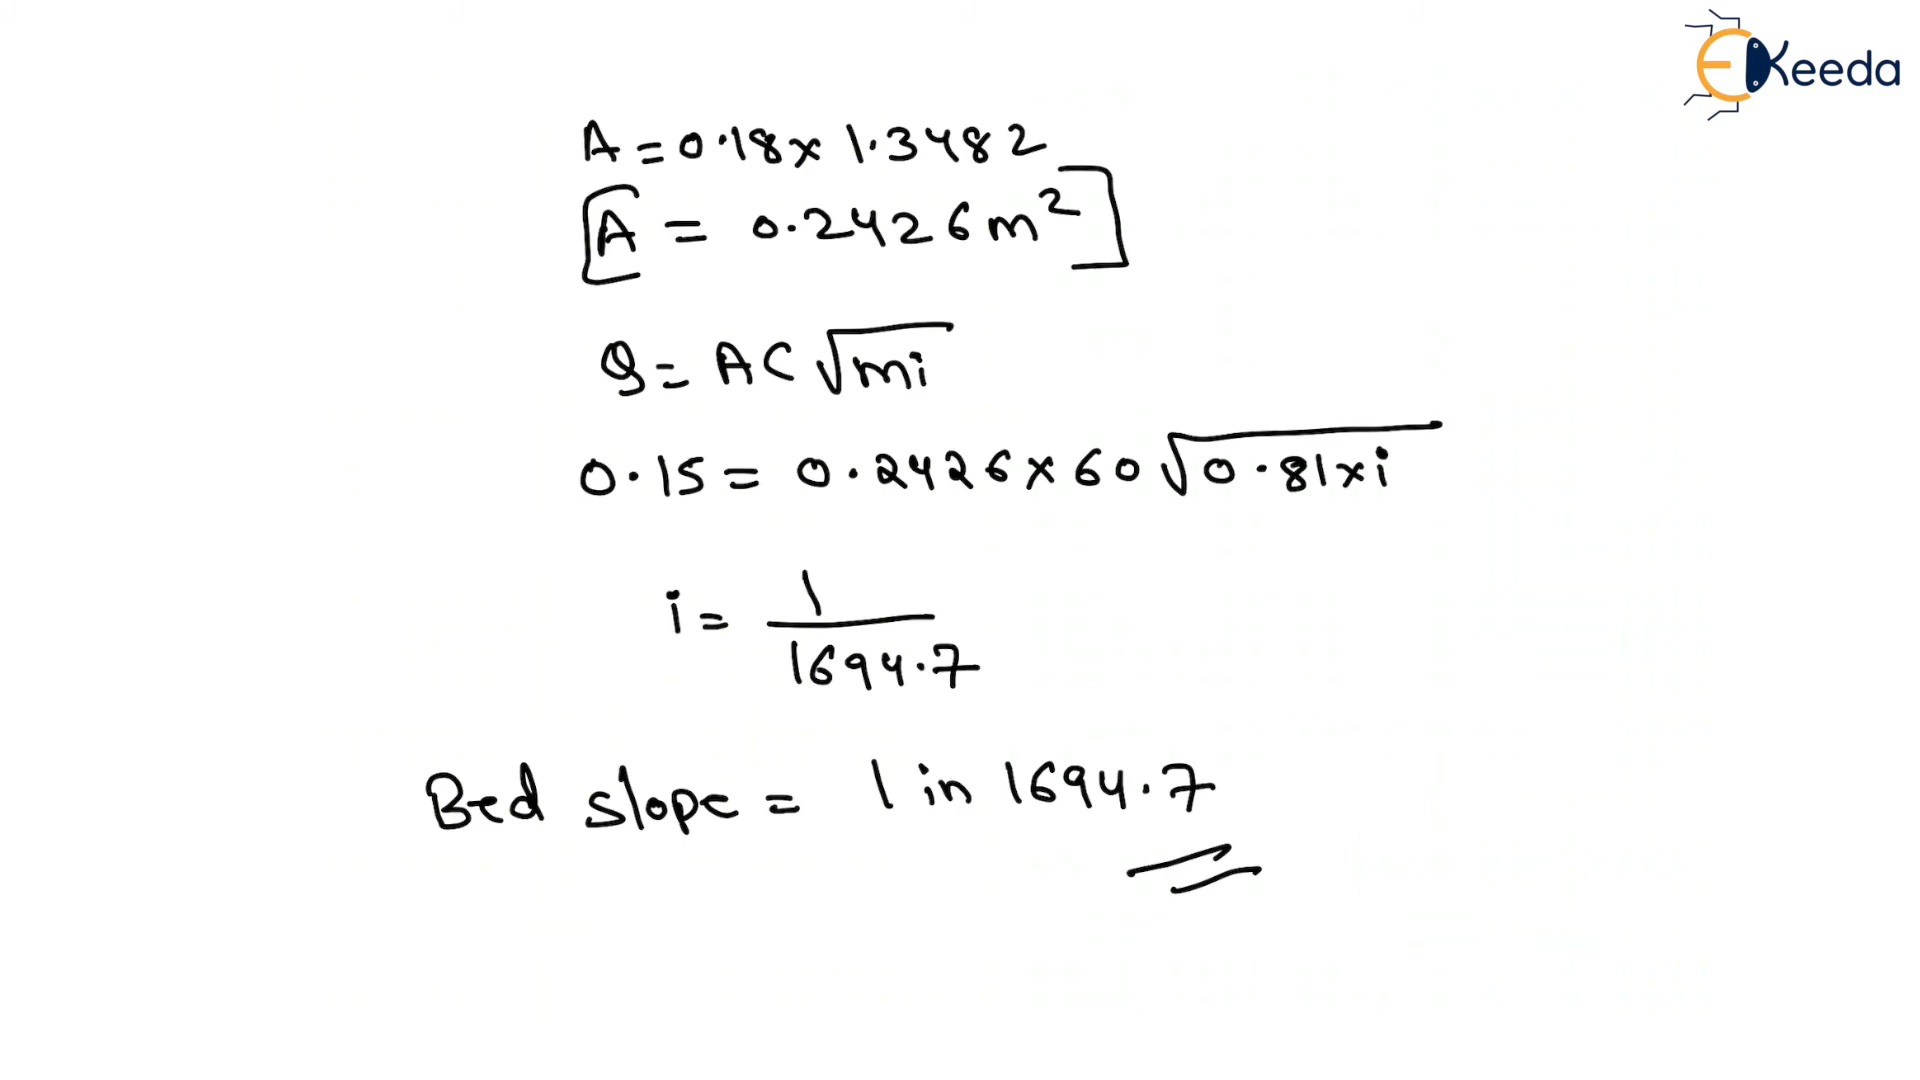 EKeeda
A = 0.18 x 1.3482
[A = 0.2426 m²]
Q = AC √mi
0.15 = 0.2426 x 60 √0.81 x i
i = 1/1694.7
Bed slope = 1 in 1694.7